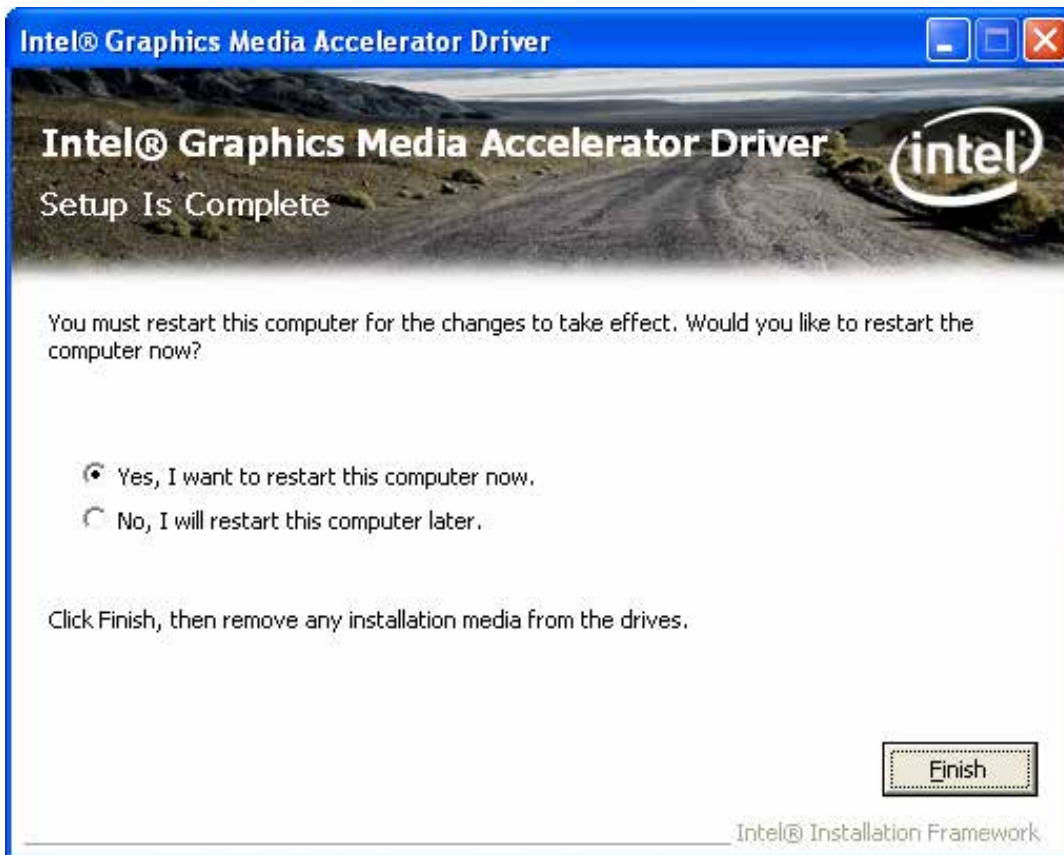 Intel® Graphics Media Accelerator Driver
Intel® Graphics Media Accelerator Driver
intel
Setup Is Complete
You must restart this computer for the changes to take effect. Would you like to restart the
computer now?
Yes, I want to restart this computer now.
No, I will restart this computer later.
Click Finish, then remove any installation media from the drives.
Finish
Intel® Installation Framework